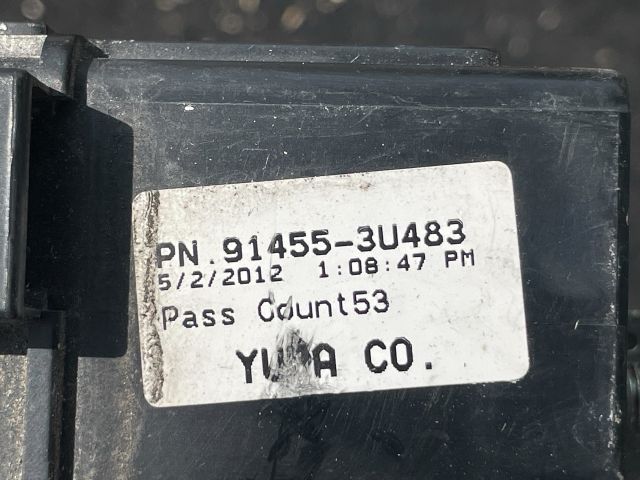 PN.91455-3U483
5/2/2012 1:08:47 PM
Pass Count53
CO.